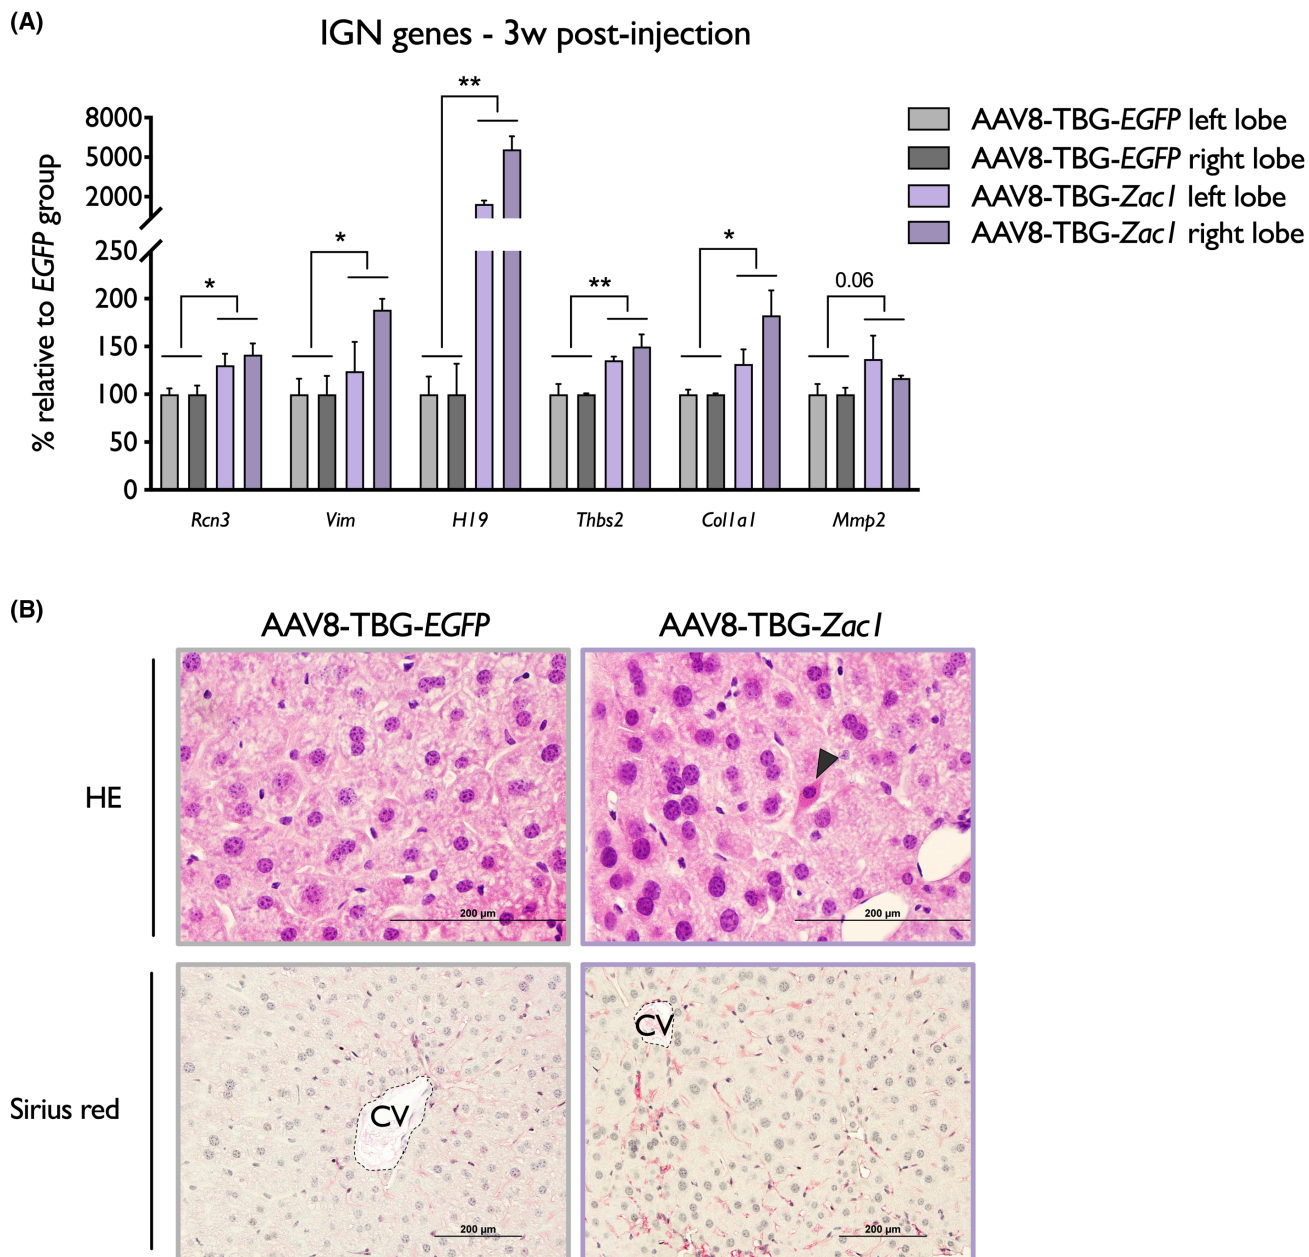 (A)
IGN genes - 3w post-injection
% relative to EGFP group
8000
5000
2000
250
200
150
100
50
0
*
*
**
**
*
0.06
Rcn3
Vim
H19
Thbs2
Col1a1
Mmp2
AAV8-TBG-EGFP left lobe
AAV8-TBG-EGFP right lobe
AAV8-TBG-Zac1 left lobe
AAV8-TBG-Zac1 right lobe
(B)
AAV8-TBG-EGFP
AAV8-TBG-Zac1
HE
200 µm
200 µm
Sirius red
CV
200 µm
CV
200 µm